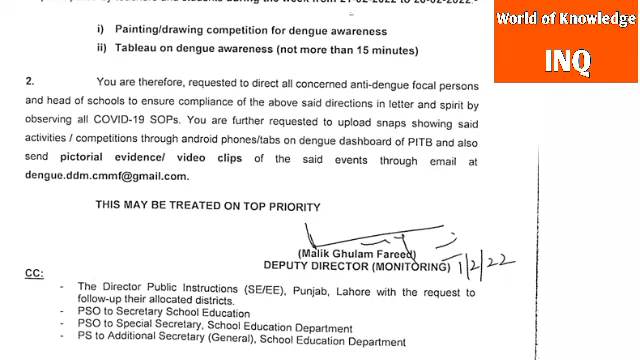 i) Painting/drawing competition for dengue awareness
ii) Tableau on dengue awareness (not more than 15 minutes)
2. You are therefore, requested to direct all concerned anti-dengue focal persons
and head of schools to ensure compliance of the above said directions in letter and spirit by
observing all COVID-19 SOPs. You are further requested to upload snaps showing said
activities / competitions through android phones/tabs on dengue dashboard of PITB and also
send pictorial evidence/ video clips of the said events through email at
dengue.ddm.cmmf@gmail.com.
THIS MAY BE TREATED ON TOP PRIORITY
(Malik Ghulam Fareed)
DEPUTY DIRECTOR (MONITORING) 1/2/22
CC:
- The Director Public Instructions (SE/EE), Punjab, Lahore with the request to
follow-up their allocated districts.
- PSO to Secretary School Education
- PSO to Special Secretary, School Education Department
- PS to Additional Secretary (General), School Education Department
World of Knowledge
INQ